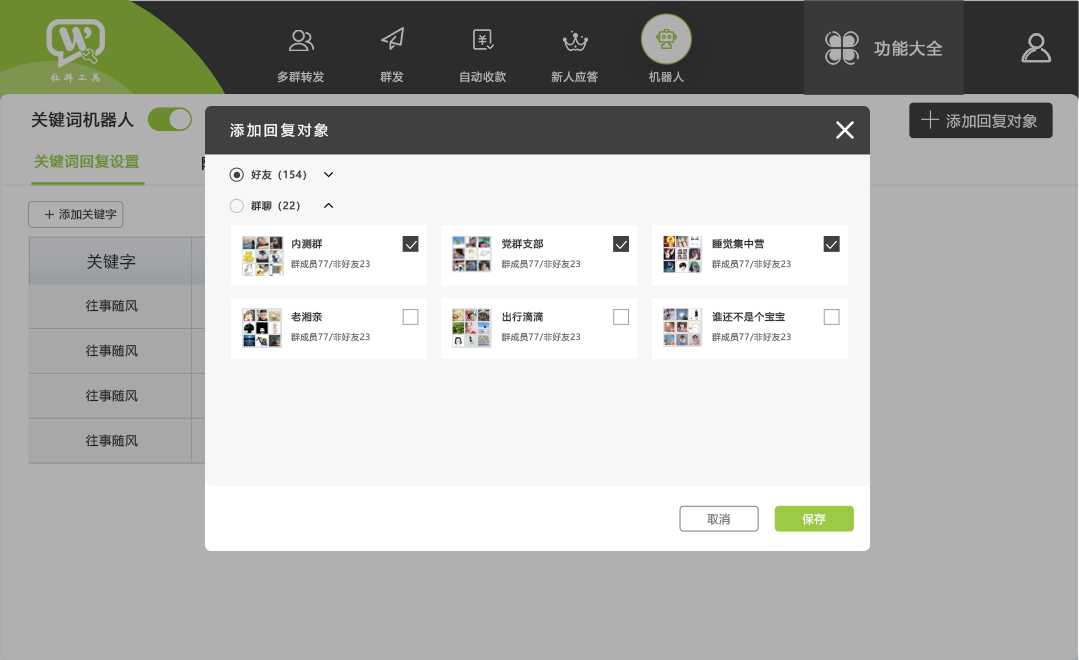 W
社群工具
多群转发
群发
自动收款
新人应答
机器人
功能大全
关键词机器人
添加回复对象
关键词回复设置
+ 添加关键字
关键字
往事随风
往事随风
往事随风
往事随风
添加回复对象
好友（154）
群聊（22）
内测群
群成员77/非好友23
党群支部
群成员77/非好友23
睡觉集中营
群成员77/非好友23
老湘亲
群成员77/非好友23
出行滴滴
群成员77/非好友23
谁还不是个宝宝
群成员77/非好友23
取消
保存